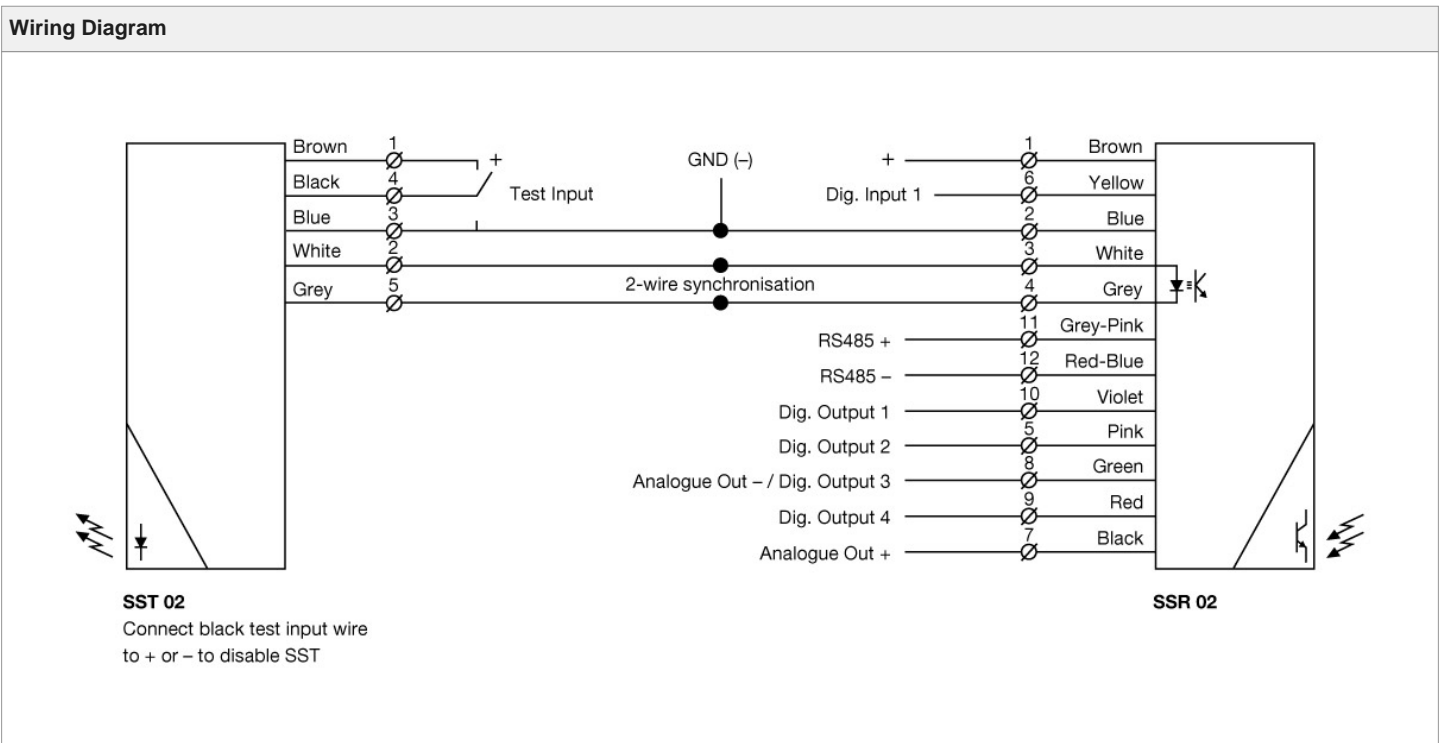 Wiring Diagram
Brown 1
+
Black 4
Test Input
Blue 3
White 2
Grey 5
GND (–)
2-wire synchronisation
+ 1 Brown
Dig. Input 1 6 Yellow
2 Blue
3 White
4 Grey
RS485 + 11 Grey-Pink
RS485 – 12 Red-Blue
Dig. Output 1 10 Violet
Dig. Output 2 5 Pink
Analogue Out – / Dig. Output 3 8 Green
Dig. Output 4 9 Red
Analogue Out + 7 Black
SST 02
Connect black test input wire
to + or – to disable SST
SSR 02